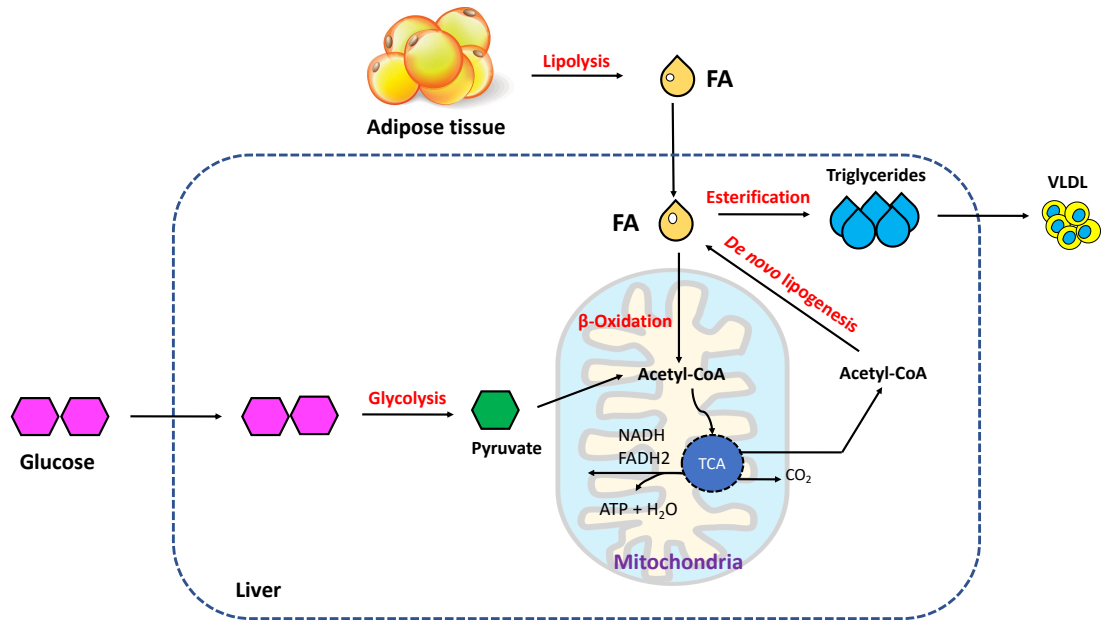 Lipolysis
FA
Adipose tissue
Triglycerides
VLDL
Esterification
FA
De novo lipogenesis
β-Oxidation
Acetyl-CoA
Acetyl-CoA
Glycolysis
Glucose
Pyruvate
NADH
FADH2
TCA
CO₂
ATP + H₂O
Mitochondria
Liver